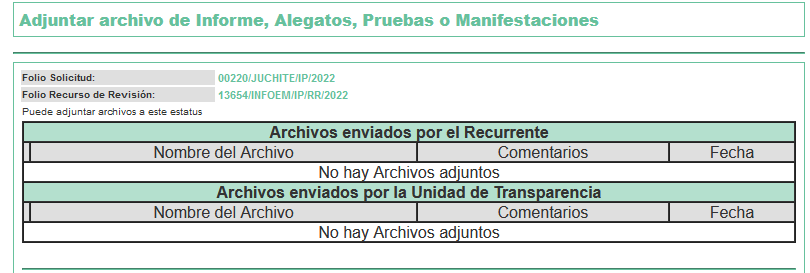 Adjuntar archivo de Informe, Alegatos, Pruebas o Manifestaciones
Folio Solicitud: 00220/JUCHITE/IP/2022
Folio Recurso de Revisión: 13654/INFOEM/IP/RR/2022
Puede adjuntar archivos a este estatus
Archivos enviados por el Recurrente
Nombre del Archivo Comentarios Fecha
No hay Archivos adjuntos
Archivos enviados por la Unidad de Transparencia
Nombre del Archivo Comentarios Fecha
No hay Archivos adjuntos